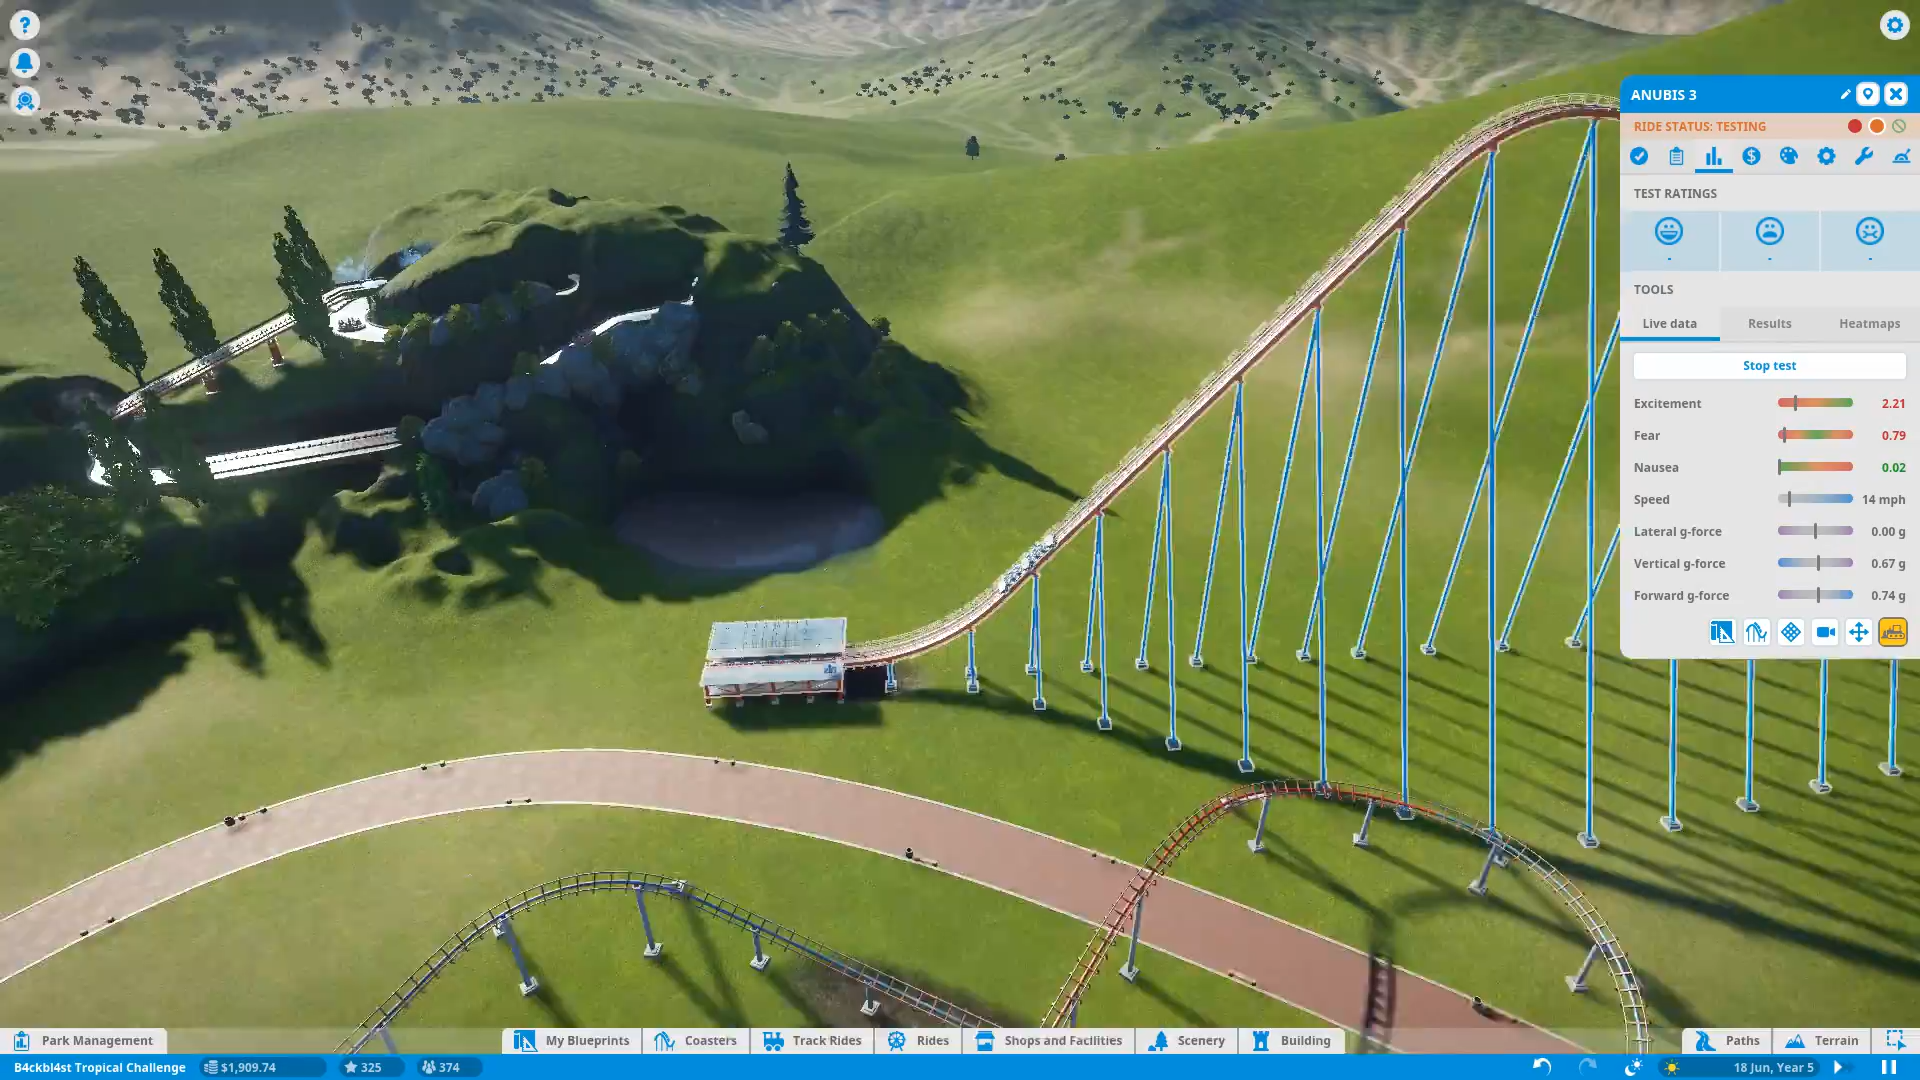 ANUBIS 3
RIDE STATUS: TESTING
TEST RATINGS
- - -
TOOLS
Live data Results Heatmaps
Stop test
Excitement 2.21
Fear 0.79
Nausea 0.02
Speed 14 mph
Lateral g-force 0.00 g
Vertical g-force 0.67 g
Forward g-force 0.74 g
Park Management My Blueprints Coasters Track Rides Rides Shops and Facilities Scenery Building Paths Terrain
B4ckbl4st Tropical Challenge $1,909.74 325 374 18 Jun, Year 5